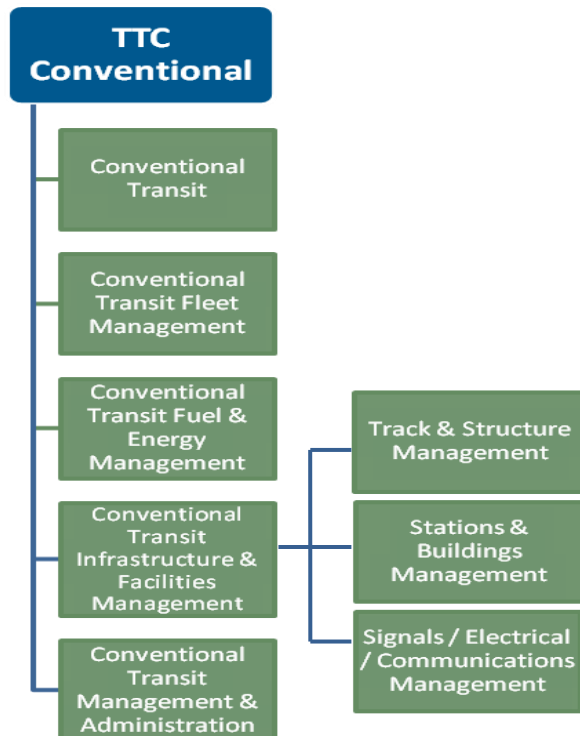 TTC
Conventional
Conventional
Transit
Conventional
Transit Fleet
Management
Conventional
Transit Fuel &
Energy
Management
Conventional
Transit
Infrastructure &
Facilities
Management
Conventional
Transit
Management &
Administration
Track & Structure
Management
Stations &
Buildings
Management
Signals / Electrical
/ Communications
Management